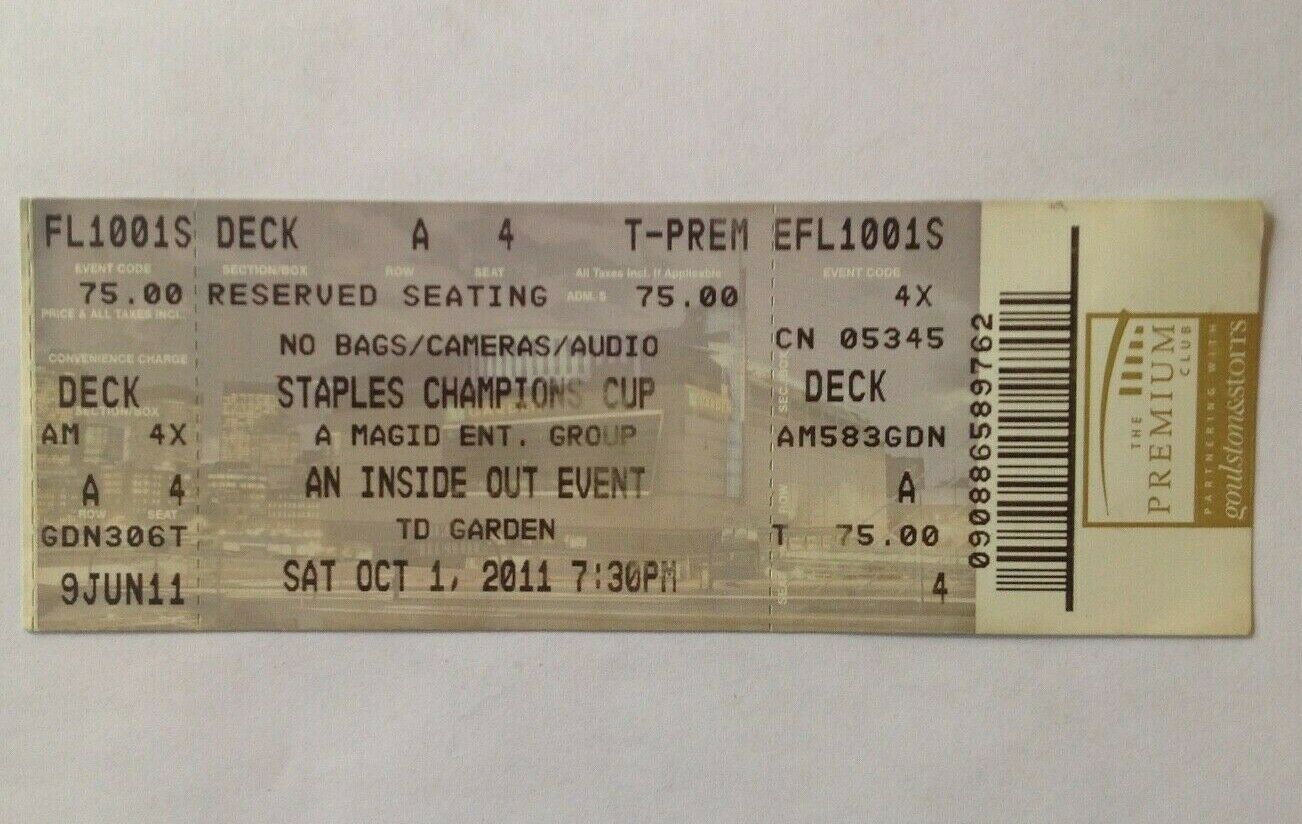 FL1001S
EVENT CODE
75.00
PRICE & ALL TAXES INCL.
CONVENIENCE CHARGE
DECK
SECTION/BOX
AM 4X
A 4
ROW SEAT
GDN306T
9JUN11
DECK A 4 T-PREM
SECTION/BOX ROW SEAT All Taxes Incl. If Applicable
RESERVED SEATING ADM. $ 75.00
NO BAGS/CAMERAS/AUDIO
STAPLES CHAMPIONS CUP
A MAGID ENT. GROUP
AN INSIDE OUT EVENT
TD GARDEN
SAT OCT 1, 2011 7:30PM
EFL1001S
EVENT CODE
4X
CN 05345
DECK
AM583GDN
A
ROW
T 75.00
4
090886589762
THE
PREMIUM
CLUB
PARTNERING WITH
goulston&storrs